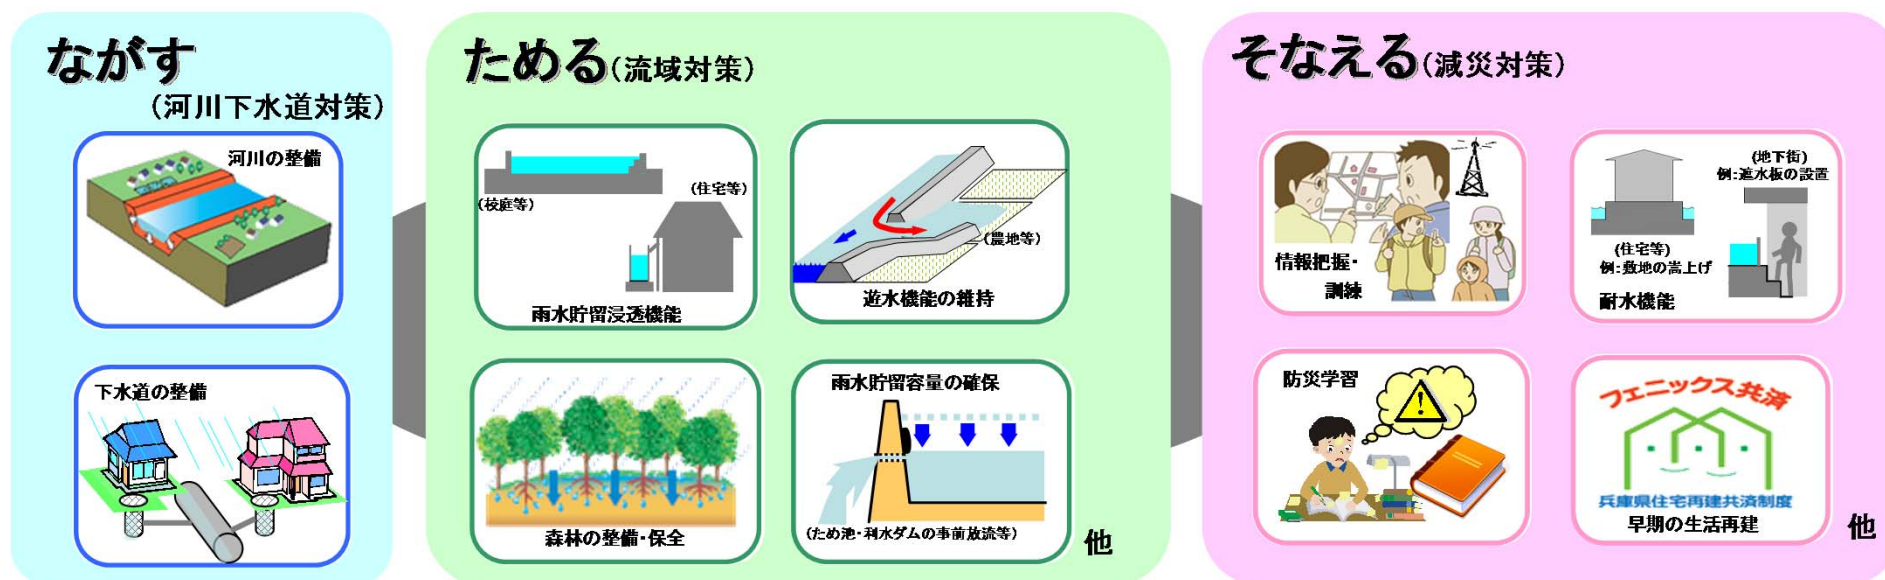 ながす
(河川下水道対策)
河川の整備
下水道の整備
ためる(流域対策)
(校庭等)
(住宅等)
雨水貯留浸透機能
(農地等)
遊水機能の維持
森林の整備・保全
雨水貯留容量の確保
(ため池・利水ダムの事前放流等)
他
そなえる(減災対策)
情報把握・
訓練
(地下街)
例:遮水板の設置
(住宅等)
例:敷地の嵩上げ
耐水機能
防災学習
フェニックス共済
兵庫県住宅再建共済制度
早期の生活再建
他